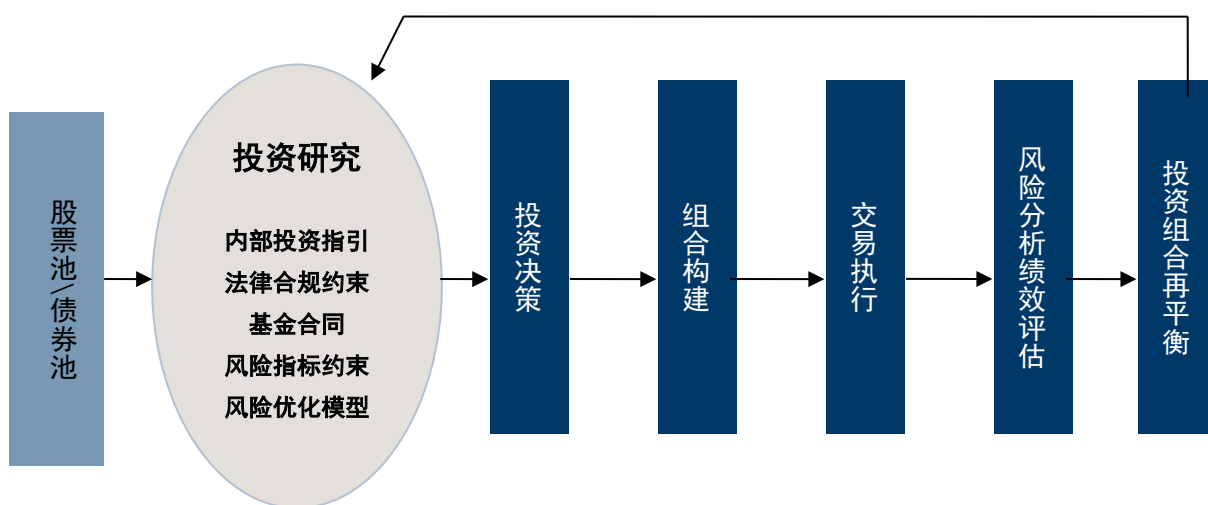 股票池\债券池
投资研究
内部投资指引
法律合规约束
基金合同
风险指标约束
风险优化模型
投资决策
组合构建
交易执行
风险分析绩效评估
投资组合再平衡